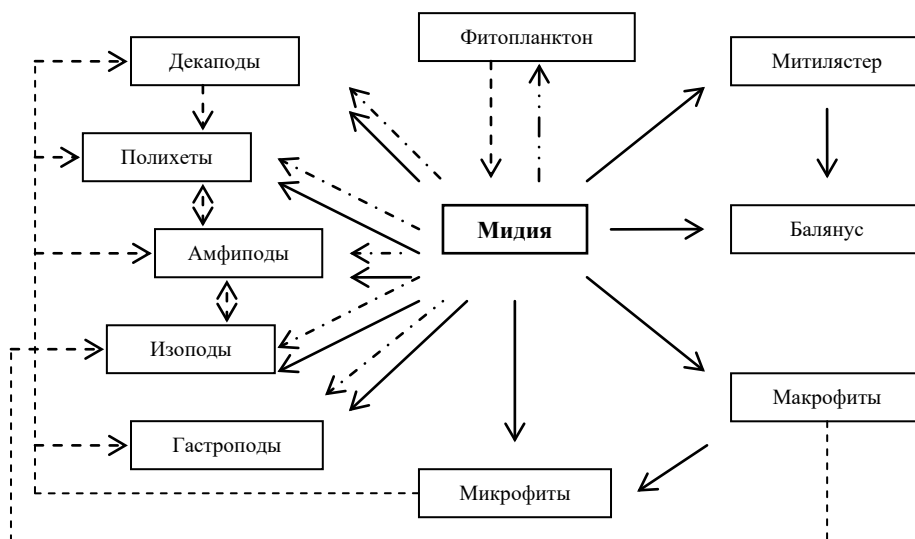 Фитопланктон
Декаподы
Митилястер
Полихеты
Мидия
Балянус
Амфиподы
Изоподы
Макрофиты
Гастроподы
Микрофиты